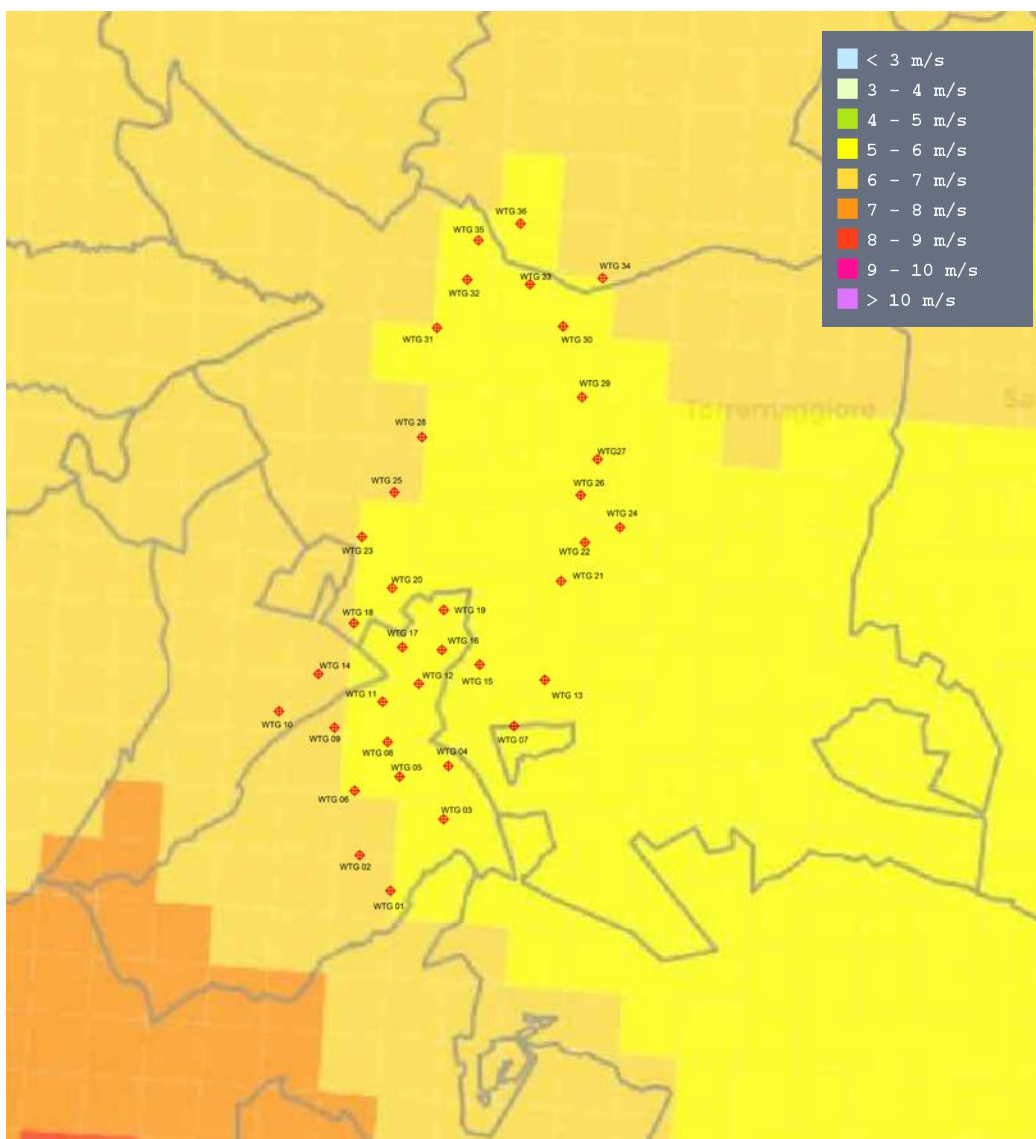 < 3 m/s
3 - 4 m/s
4 - 5 m/s
5 - 6 m/s
6 - 7 m/s
7 - 8 m/s
8 - 9 m/s
9 - 10 m/s
> 10 m/s
WTG 36
WTG 35
WTG 34
WTG 33
WTG 32
WTG 31
WTG 30
WTG 29
Torremaggiore
Sa
WTG 28
WTG27
WTG 25
WTG 26
WTG 24
WTG 23
WTG 22
WTG 20
WTG 21
WTG 19
WTG 18
WTG 17
WTG 16
WTG 14
WTG 15
WTG 12
WTG 13
WTG 11
WTG 10
WTG 09
WTG 07
WTG 08
WTG 04
WTG 05
WTG 06
WTG 03
WTG 02
WTG 01